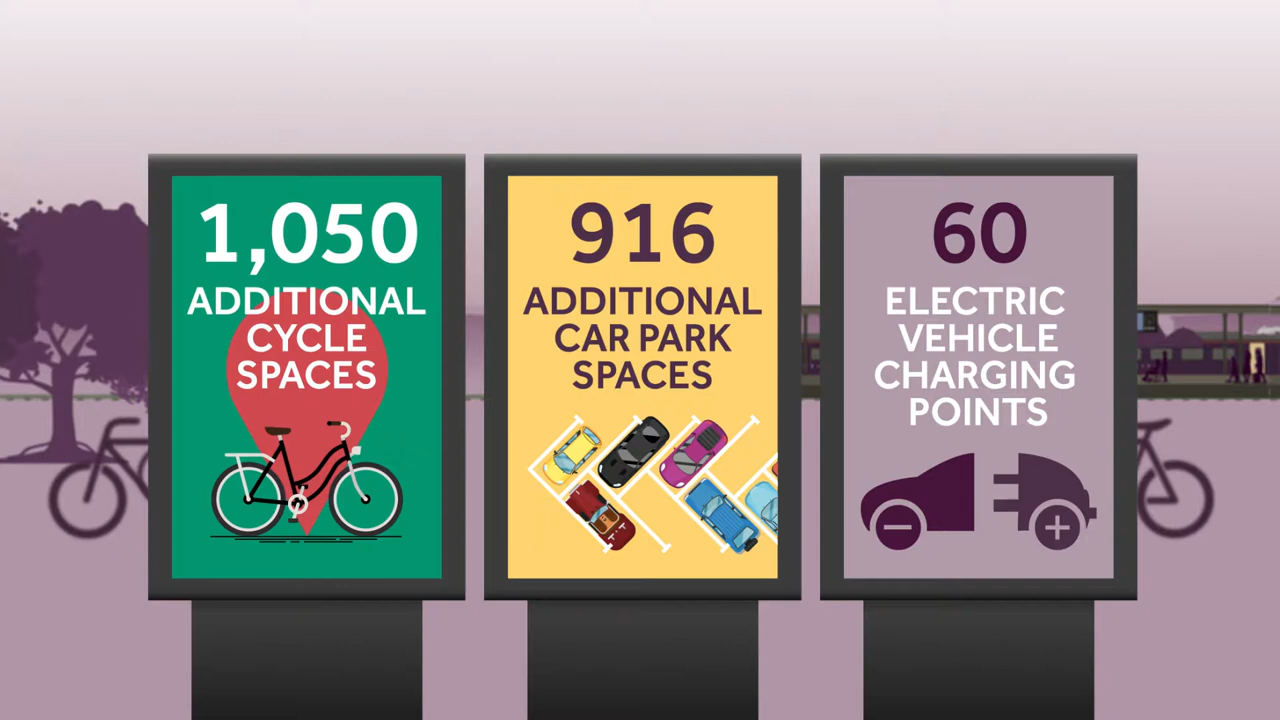 1,050
ADDITIONAL
CYCLE
SPACES
916
ADDITIONAL
CAR PARK
SPACES
60
ELECTRIC
VEHICLE
CHARGING
POINTS